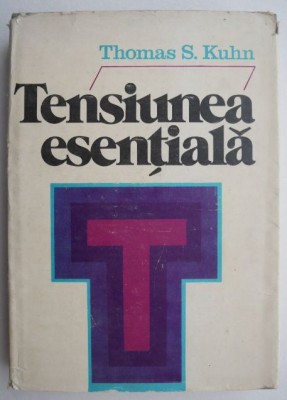 Thomas S. Kuhn
Tensiunea
esențială
T